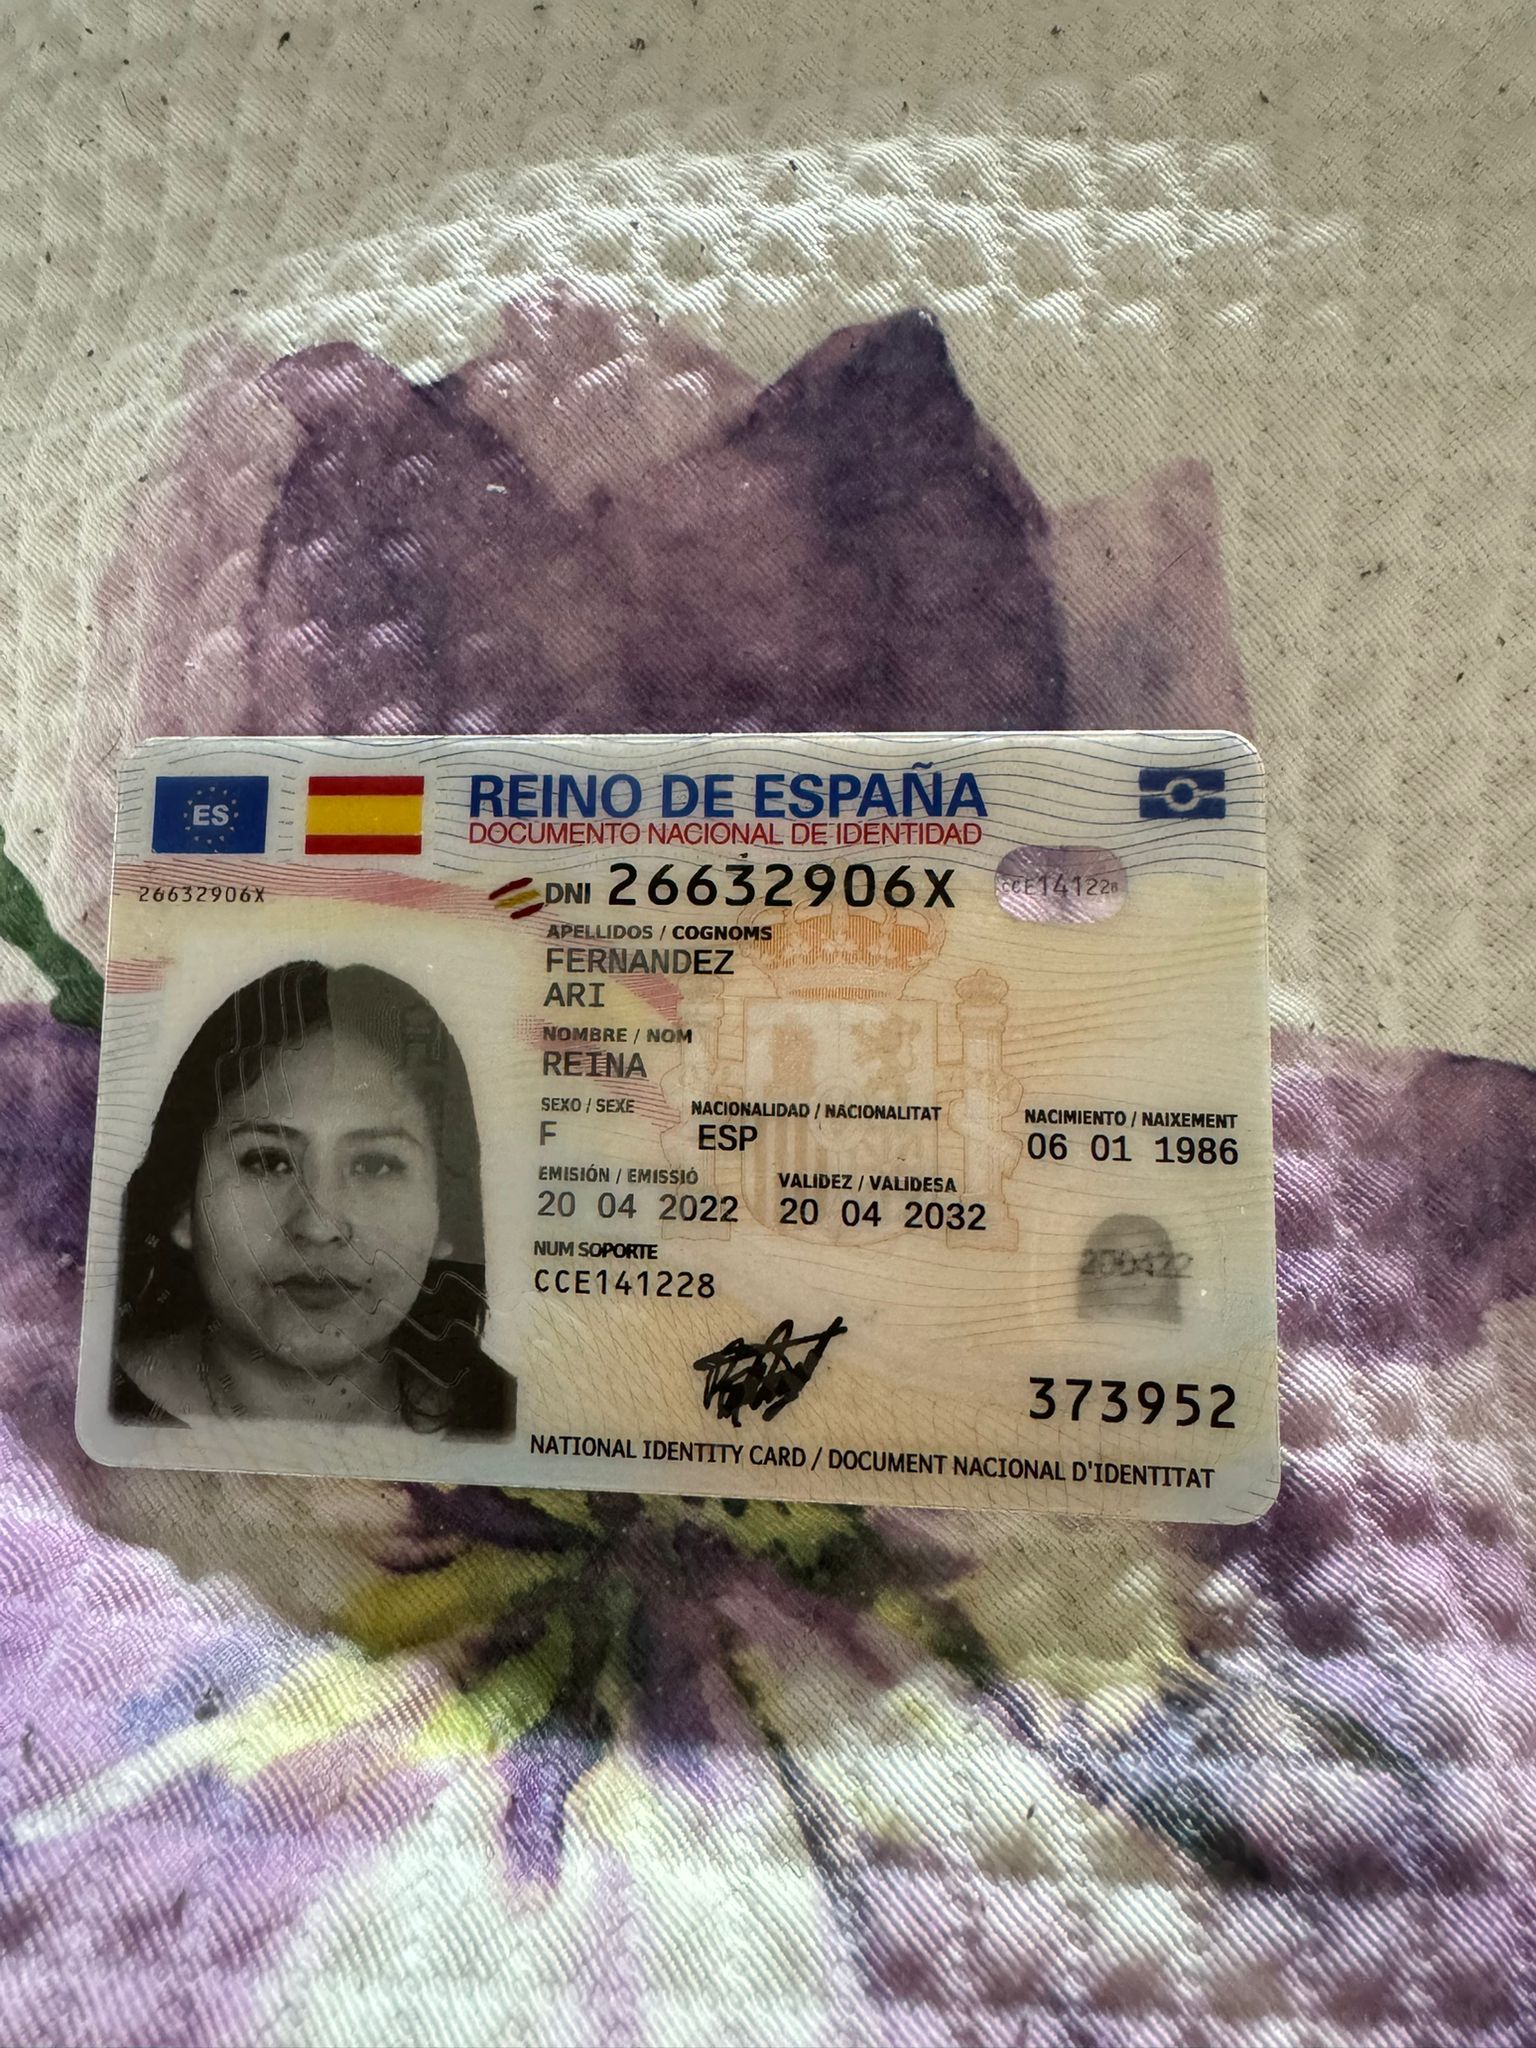 ES
REINO DE ESPAÑA
DOCUMENTO NACIONAL DE IDENTIDAD
26632906X
DNI 26632906X
CCE141228
APELLIDOS / COGNOMS
FERNANDEZ
ARI
NOMBRE / NOM
REINA
SEXO / SEXE NACIONALIDAD / NACIONALITAT NACIMIENTO / NAIXEMENT
F ESP 06 01 1986
EMISIÓN / EMISSIÓ VALIDEZ / VALIDESA
20 04 2022 20 04 2032
NUM SOPORTE
CCE141228
373952
NATIONAL IDENTITY CARD / DOCUMENT NACIONAL D'IDENTITAT